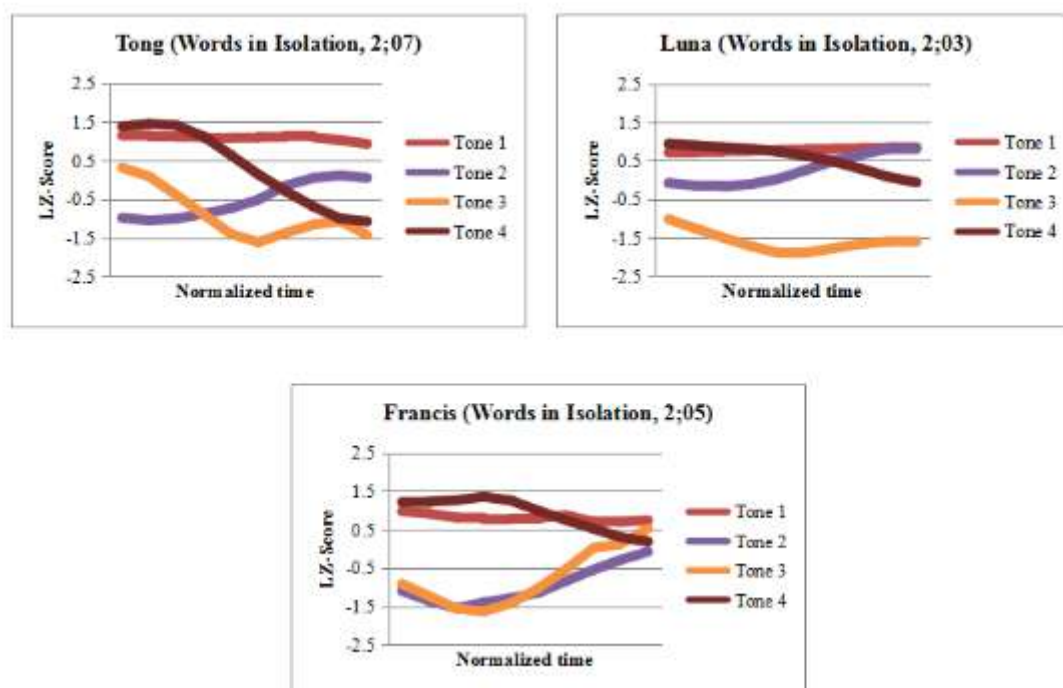 Tong (Words in Isolation, 2;07)
2.5
1.5
0.5
-0.5
-1.5
-2.5
LZ-Score
Normalized time
Tone 1
Tone 2
Tone 3
Tone 4
Luna (Words in Isolation, 2;03)
2.5
1.5
0.5
-0.5
-1.5
-2.5
LZ-Score
Normalized time
Tone 1
Tone 2
Tone 3
Tone 4
Francis (Words in Isolation, 2;05)
2.5
1.5
0.5
-0.5
-1.5
-2.5
LZ-Score
Normalized time
Tone 1
Tone 2
Tone 3
Tone 4